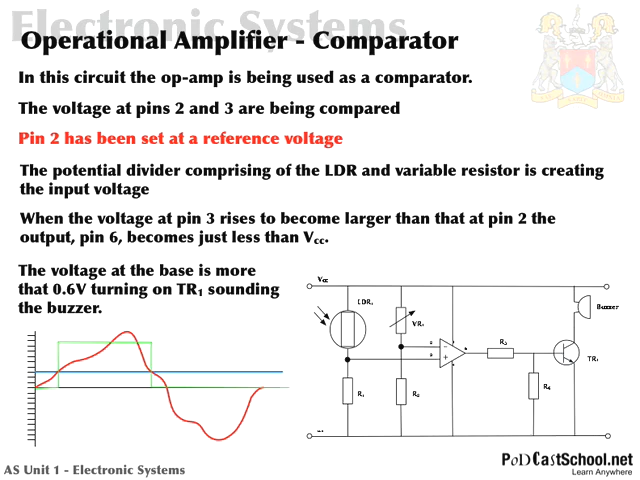 Electronic Systems
Operational Amplifier - Comparator
In this circuit the op-amp is being used as a comparator.
The voltage at pins 2 and 3 are being compared
Pin 2 has been set at a reference voltage
The potential divider comprising of the LDR and variable resistor is creating
the input voltage
When the voltage at pin 3 rises to become larger than that at pin 2 the
output, pin 6, becomes just less than Vcc.
The voltage at the base is more
that 0.6V turning on TR1 sounding
the buzzer.
Vcc
LDR1
VR1
Buzzer
R3
TR1
R1
R2
R4
AS Unit 1 - Electronic Systems
PoDCastSchool.net
Learn Anywhere